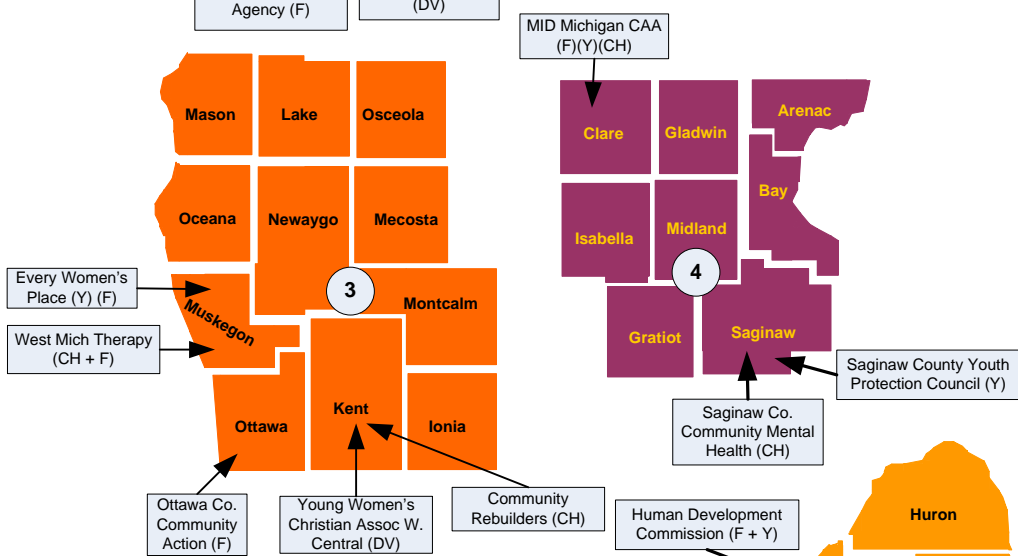 Agency (F)
(DV)
MID Michigan CAA
(F)(Y)(CH)
Mason
Lake
Osceola
Clare
Gladwin
Arenac
Oceana
Newaygo
Mecosta
Isabella
Midland
Bay
Every Women's
Place (Y) (F)
Muskegon
3
Montcalm
4
West Mich Therapy
(CH + F)
Gratiot
Saginaw
Saginaw County Youth
Protection Council (Y)
Ottawa
Kent
Ionia
Saginaw Co.
Community Mental
Health (CH)
Ottawa Co.
Community
Action (F)
Young Women's
Christian Assoc W.
Central (DV)
Community
Rebuilders (CH)
Human Development
Commission (F + Y)
Huron